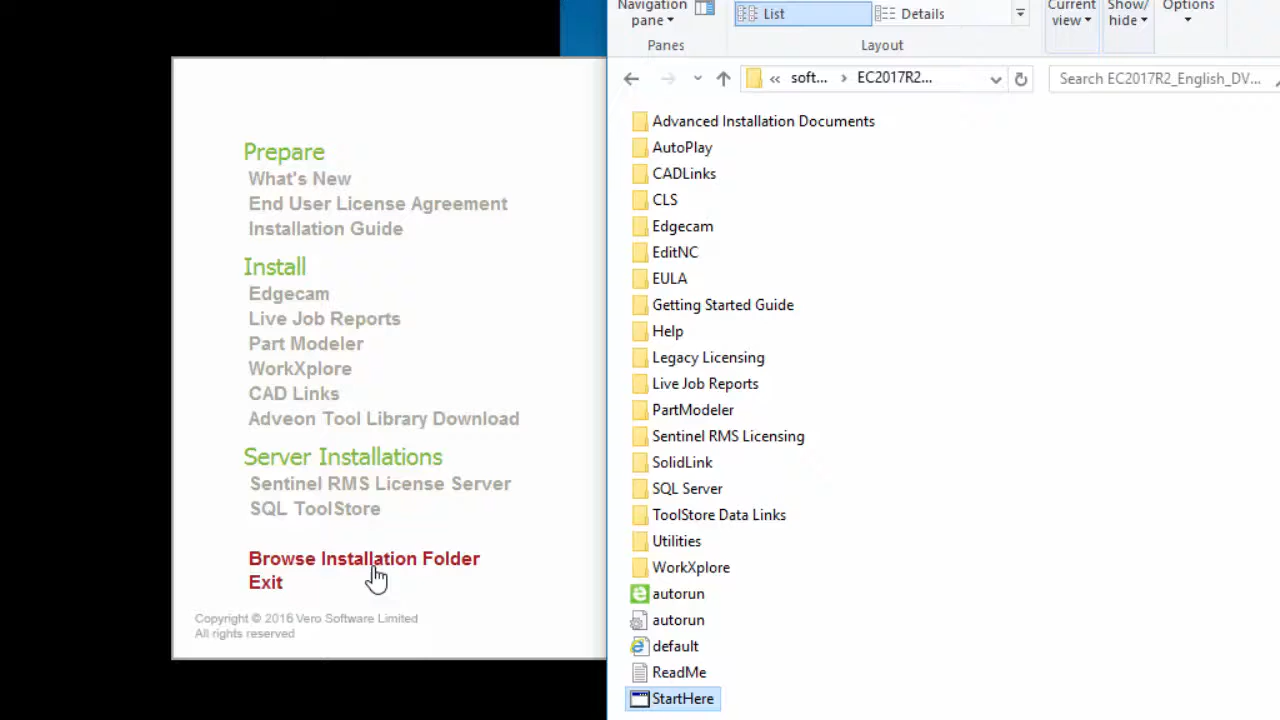 Prepare
What's New
End User License Agreement
Installation Guide
Install
Edgecam
Live Job Reports
Part Modeler
WorkXplore
CAD Links
Adveon Tool Library Download
Server Installations
Sentinel RMS License Server
SQL ToolStore
Browse Installation Folder
Exit
Copyright © 2016 Vero Software Limited
All rights reserved
Navigation
pane
List
Details
Current
view
Show/
hide
Options
Panes
Layout
« soft... › EC2017R2...
Search EC2017R2_English_DV...
Advanced Installation Documents
AutoPlay
CADLinks
CLS
Edgecam
EditNC
EULA
Getting Started Guide
Help
Legacy Licensing
Live Job Reports
PartModeler
Sentinel RMS Licensing
SolidLink
SQL Server
ToolStore Data Links
Utilities
WorkXplore
autorun
autorun
default
ReadMe
StartHere